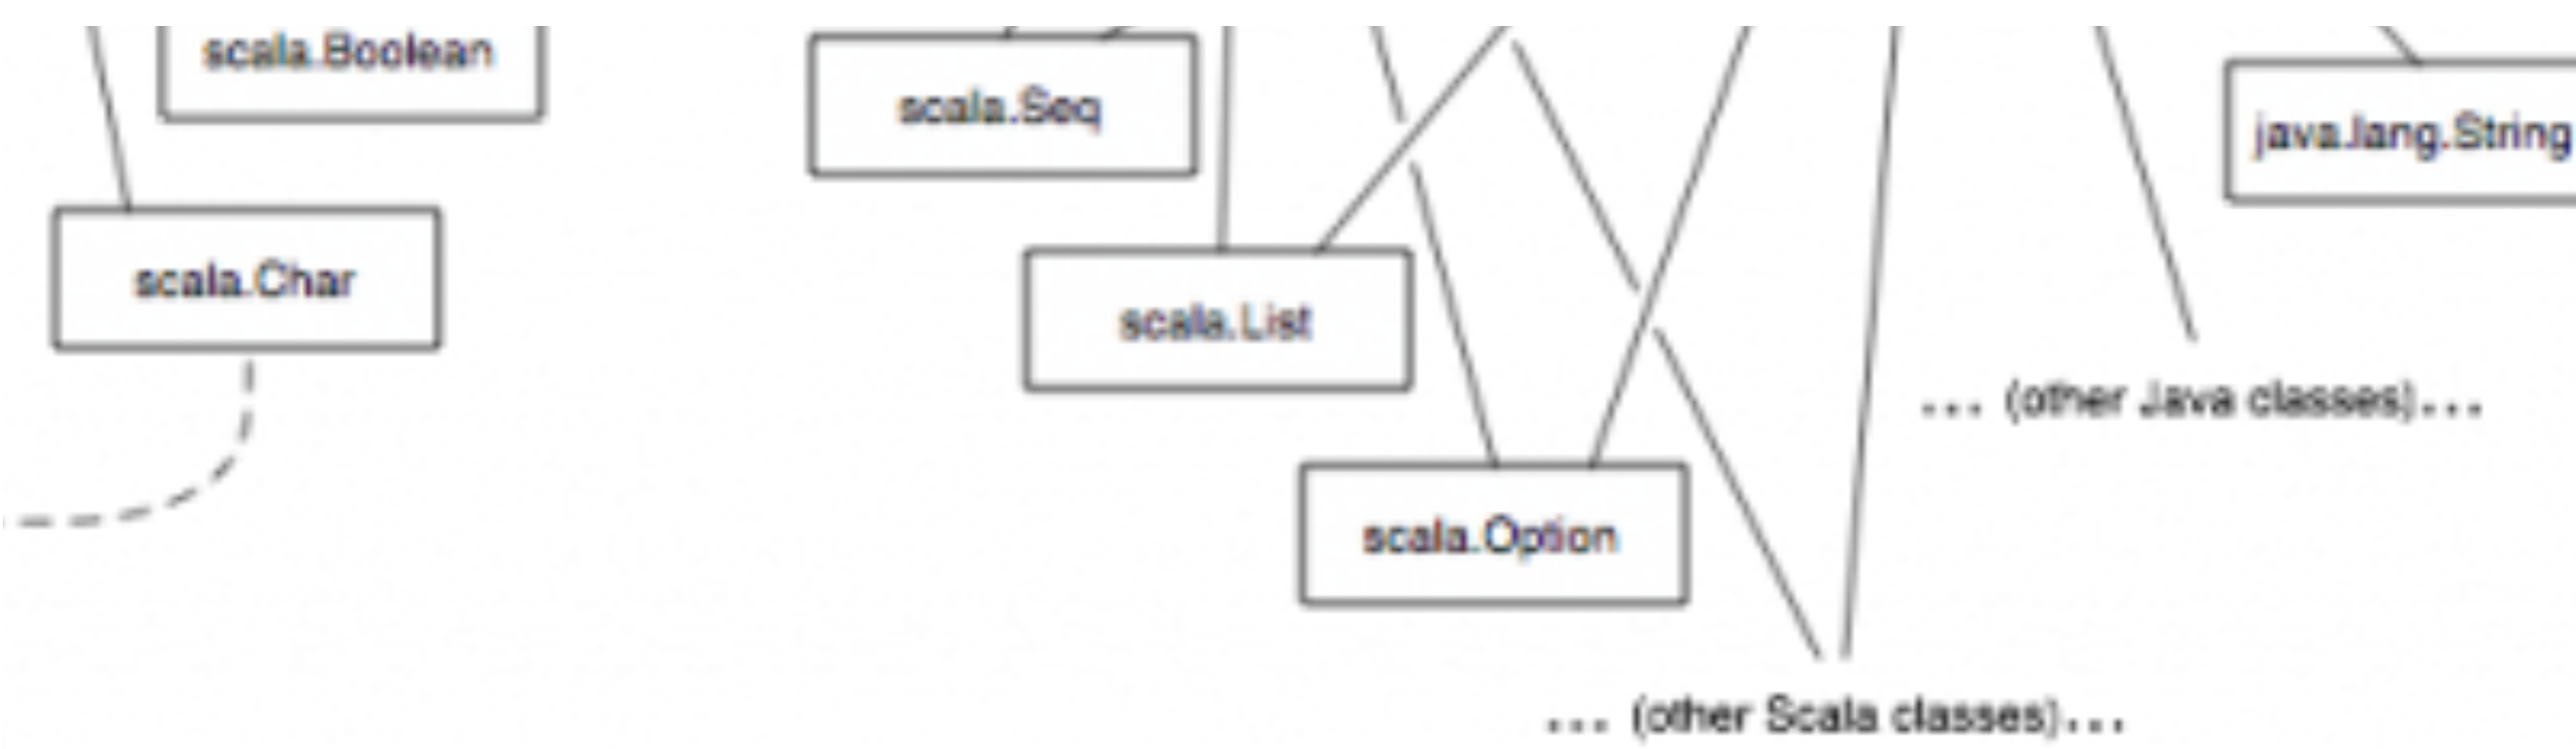 scala.Boolean
scala.Seq
java.lang.String
scala.Char
scala.List
... (other Java classes)...
scala.Option
... (other Scala classes)...